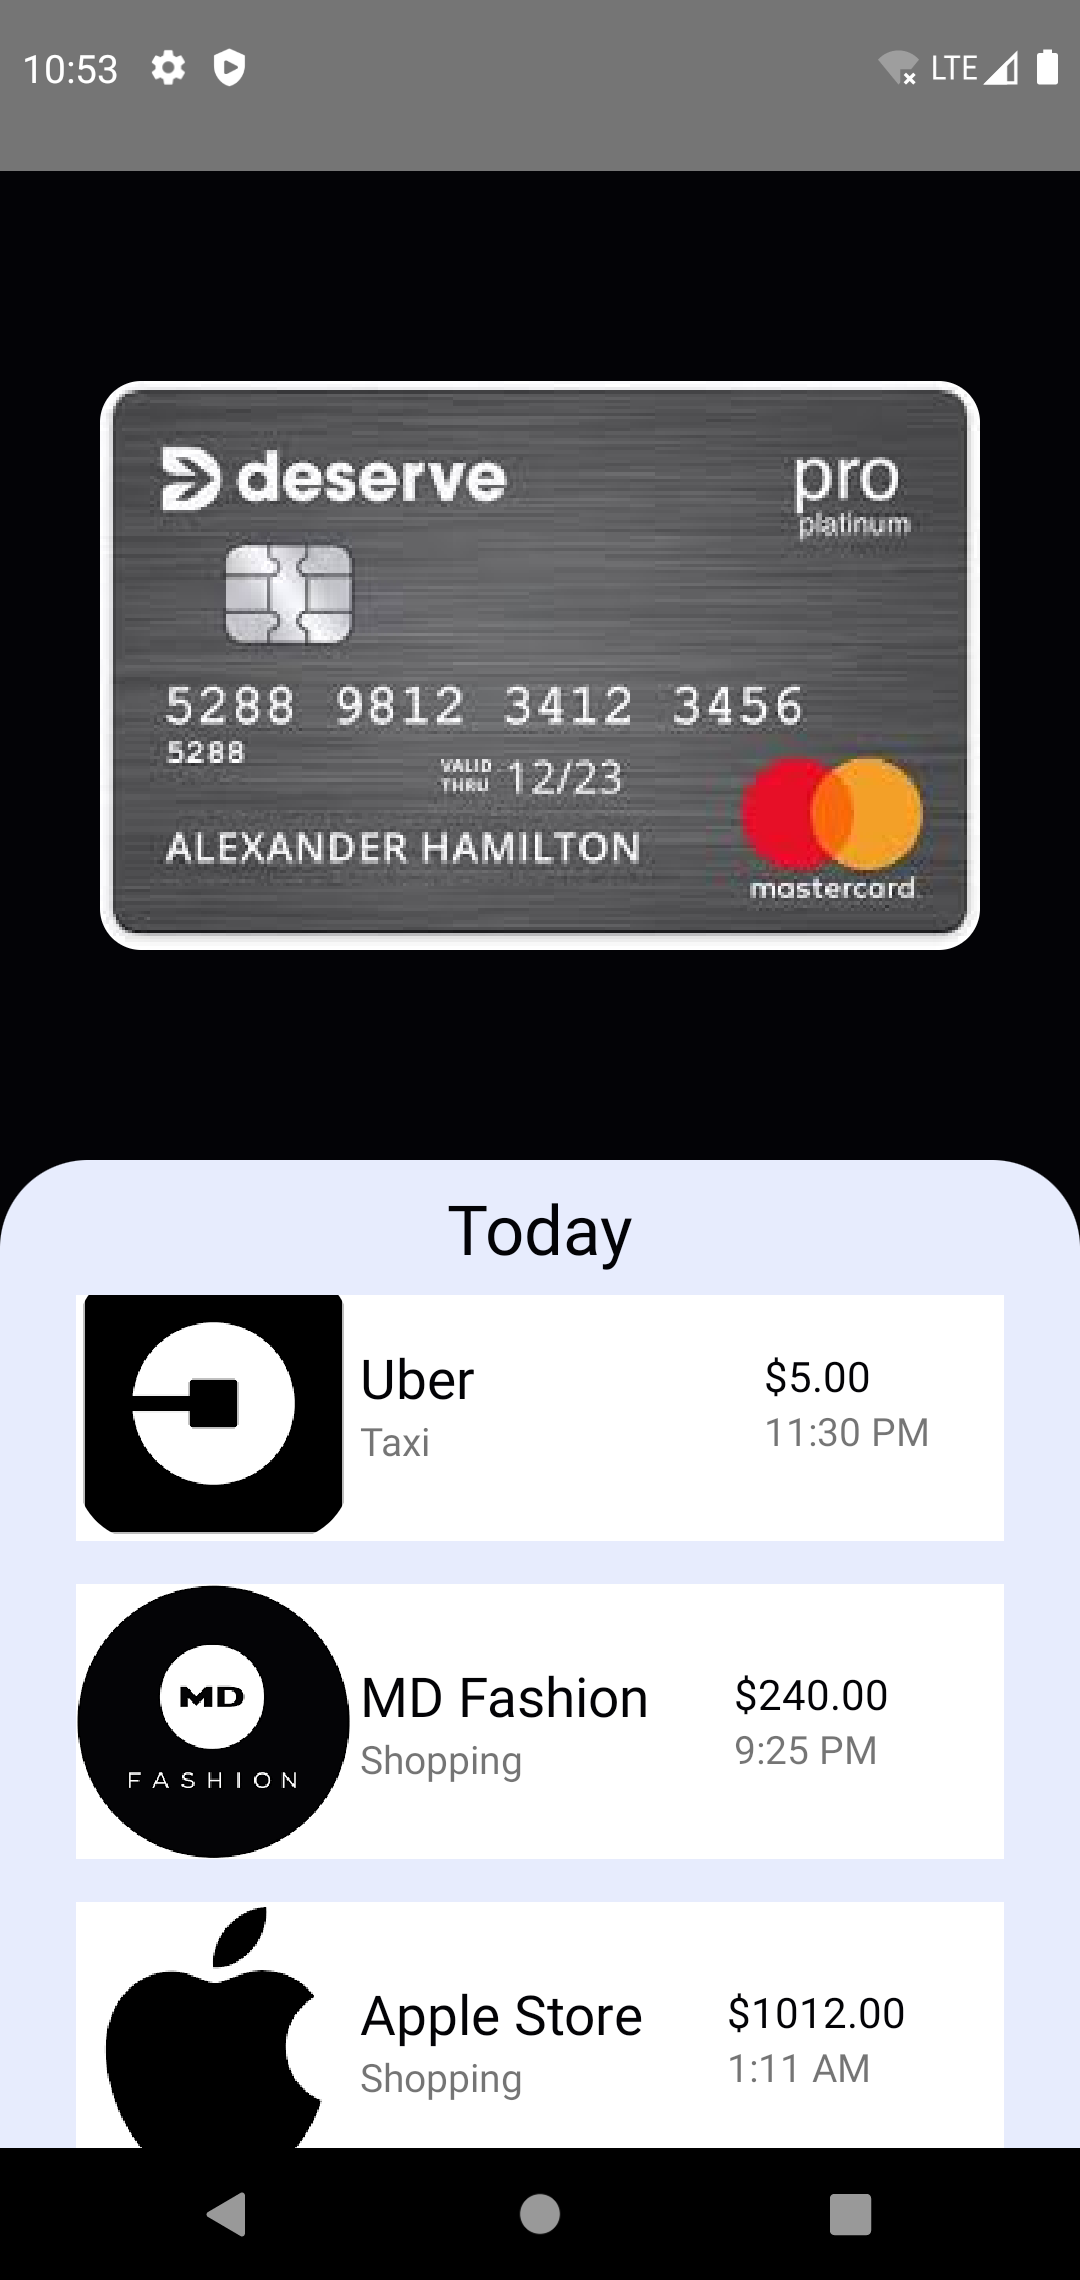 10:53 LTE
deserve pro
platinum
5288 9812 3412 3456
5288
VALID THRU 12/23
ALEXANDER HAMILTON
mastercard
Today
Uber $5.00
Taxi 11:30 PM
MD
FASHION
MD Fashion $240.00
Shopping 9:25 PM
Apple Store $1012.00
Shopping 1:11 AM